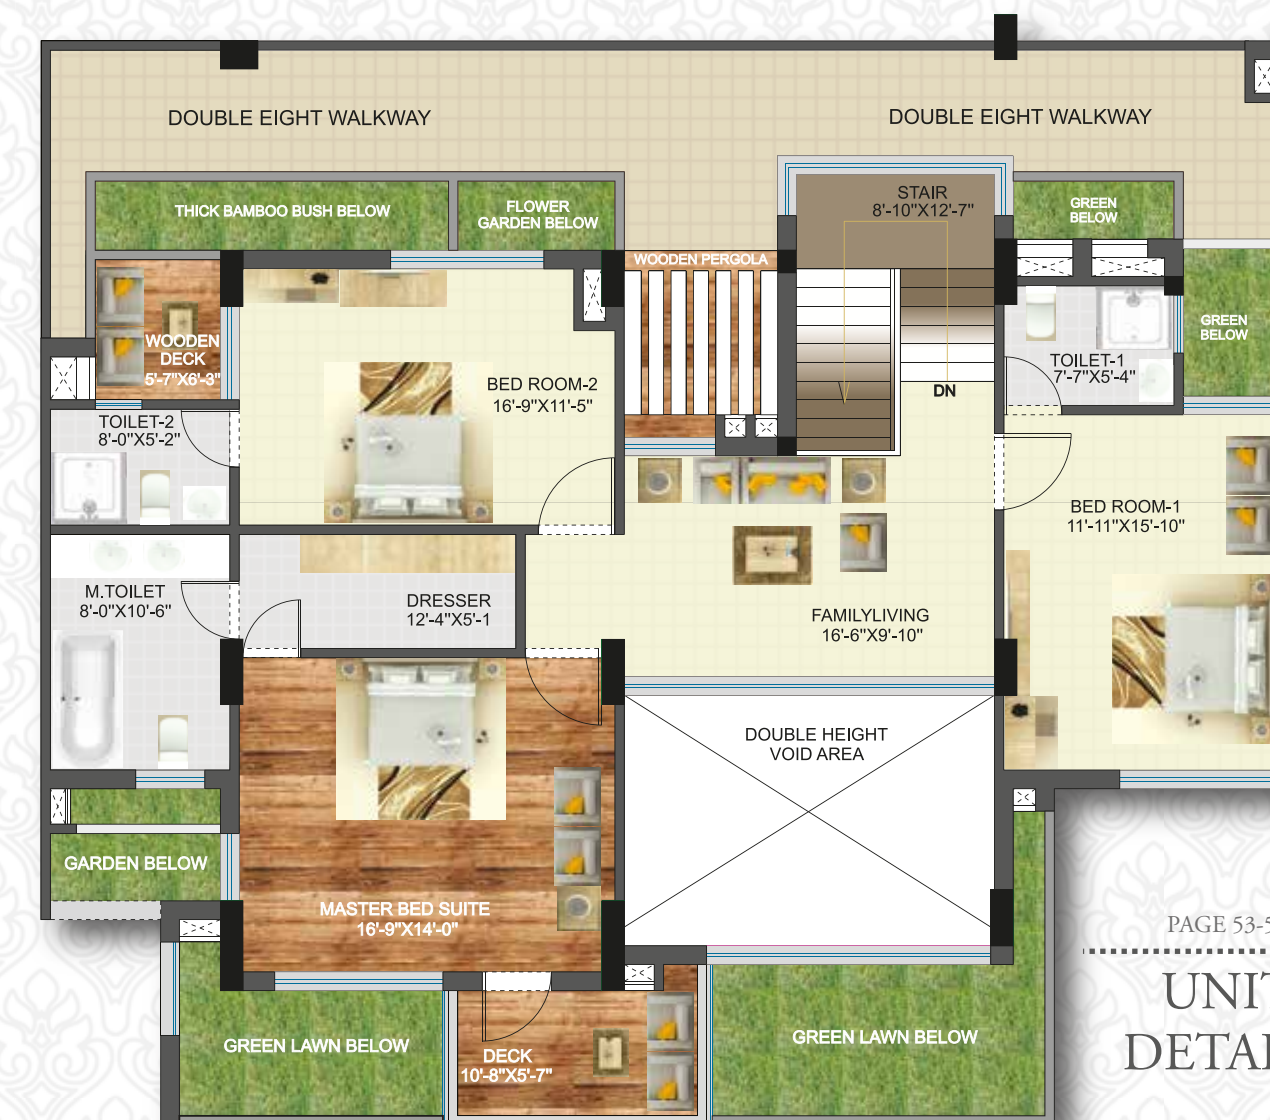 DOUBLE EIGHT WALKWAY
DOUBLE EIGHT WALKWAY
THICK BAMBOO BUSH BELOW
FLOWER
GARDEN BELOW
STAIR
8'-10"X12'-7"
GREEN
BELOW
WOODEN PERGOLA
WOODEN
DECK
5'-7"X6'-3"
GREEN
BELOW
BED ROOM-2
16'-9"X11'-5"
DN
TOILET-1
7'-7"X5'-4"
TOILET-2
8'-0"X5'-2"
BED ROOM-1
11'-11"X15'-10"
M.TOILET
8'-0"X10'-6"
DRESSER
12'-4"X5'-1
FAMILYLIVING
16'-6"X9'-10"
DOUBLE HEIGHT
VOID AREA
GARDEN BELOW
MASTER BED SUITE
16'-9"X14'-0"
GREEN LAWN BELOW
DECK
10'-8"X5'-7"
GREEN LAWN BELOW
PAGE 53-5
UNIT
DETAI